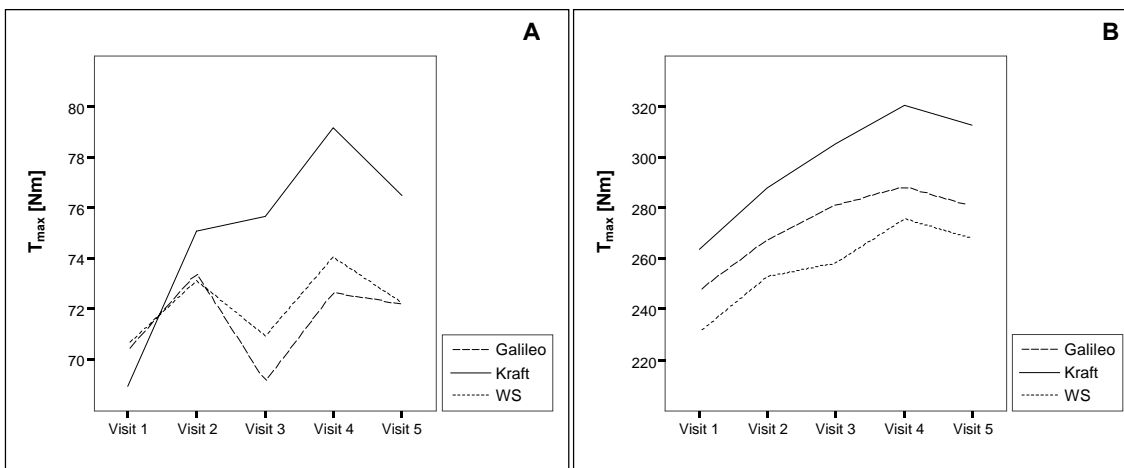 A
T_max [Nm]
80
78
76
74
72
70
Visit 1 Visit 2 Visit 3 Visit 4 Visit 5
Galileo
Kraft
WS
B
T_max [Nm]
320
300
280
260
240
220
Visit 1 Visit 2 Visit 3 Visit 4 Visit 5
Galileo
Kraft
WS